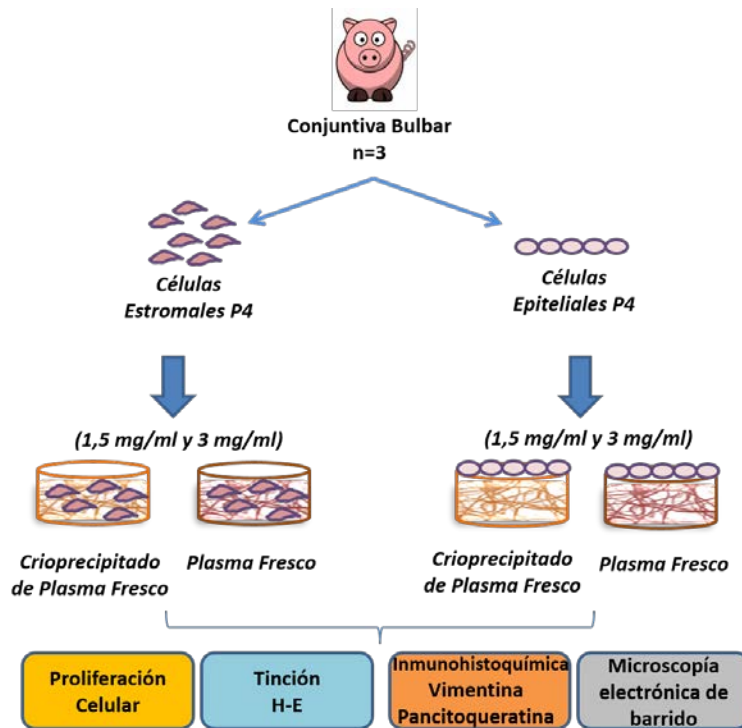 Conjuntiva Bulbar
n=3
Células
Estromales P4
Células
Epiteliales P4
(1,5 mg/ml y 3 mg/ml)
(1,5 mg/ml y 3 mg/ml)
Crioprecipitado
de Plasma Fresco
Plasma Fresco
Crioprecipitado
de Plasma Fresco
Plasma Fresco
Proliferación
Celular
Tinción
H-E
Inmunohistoquímica
Vimentina
Pancitoqueratina
Microscopía
electrónica de
barrido